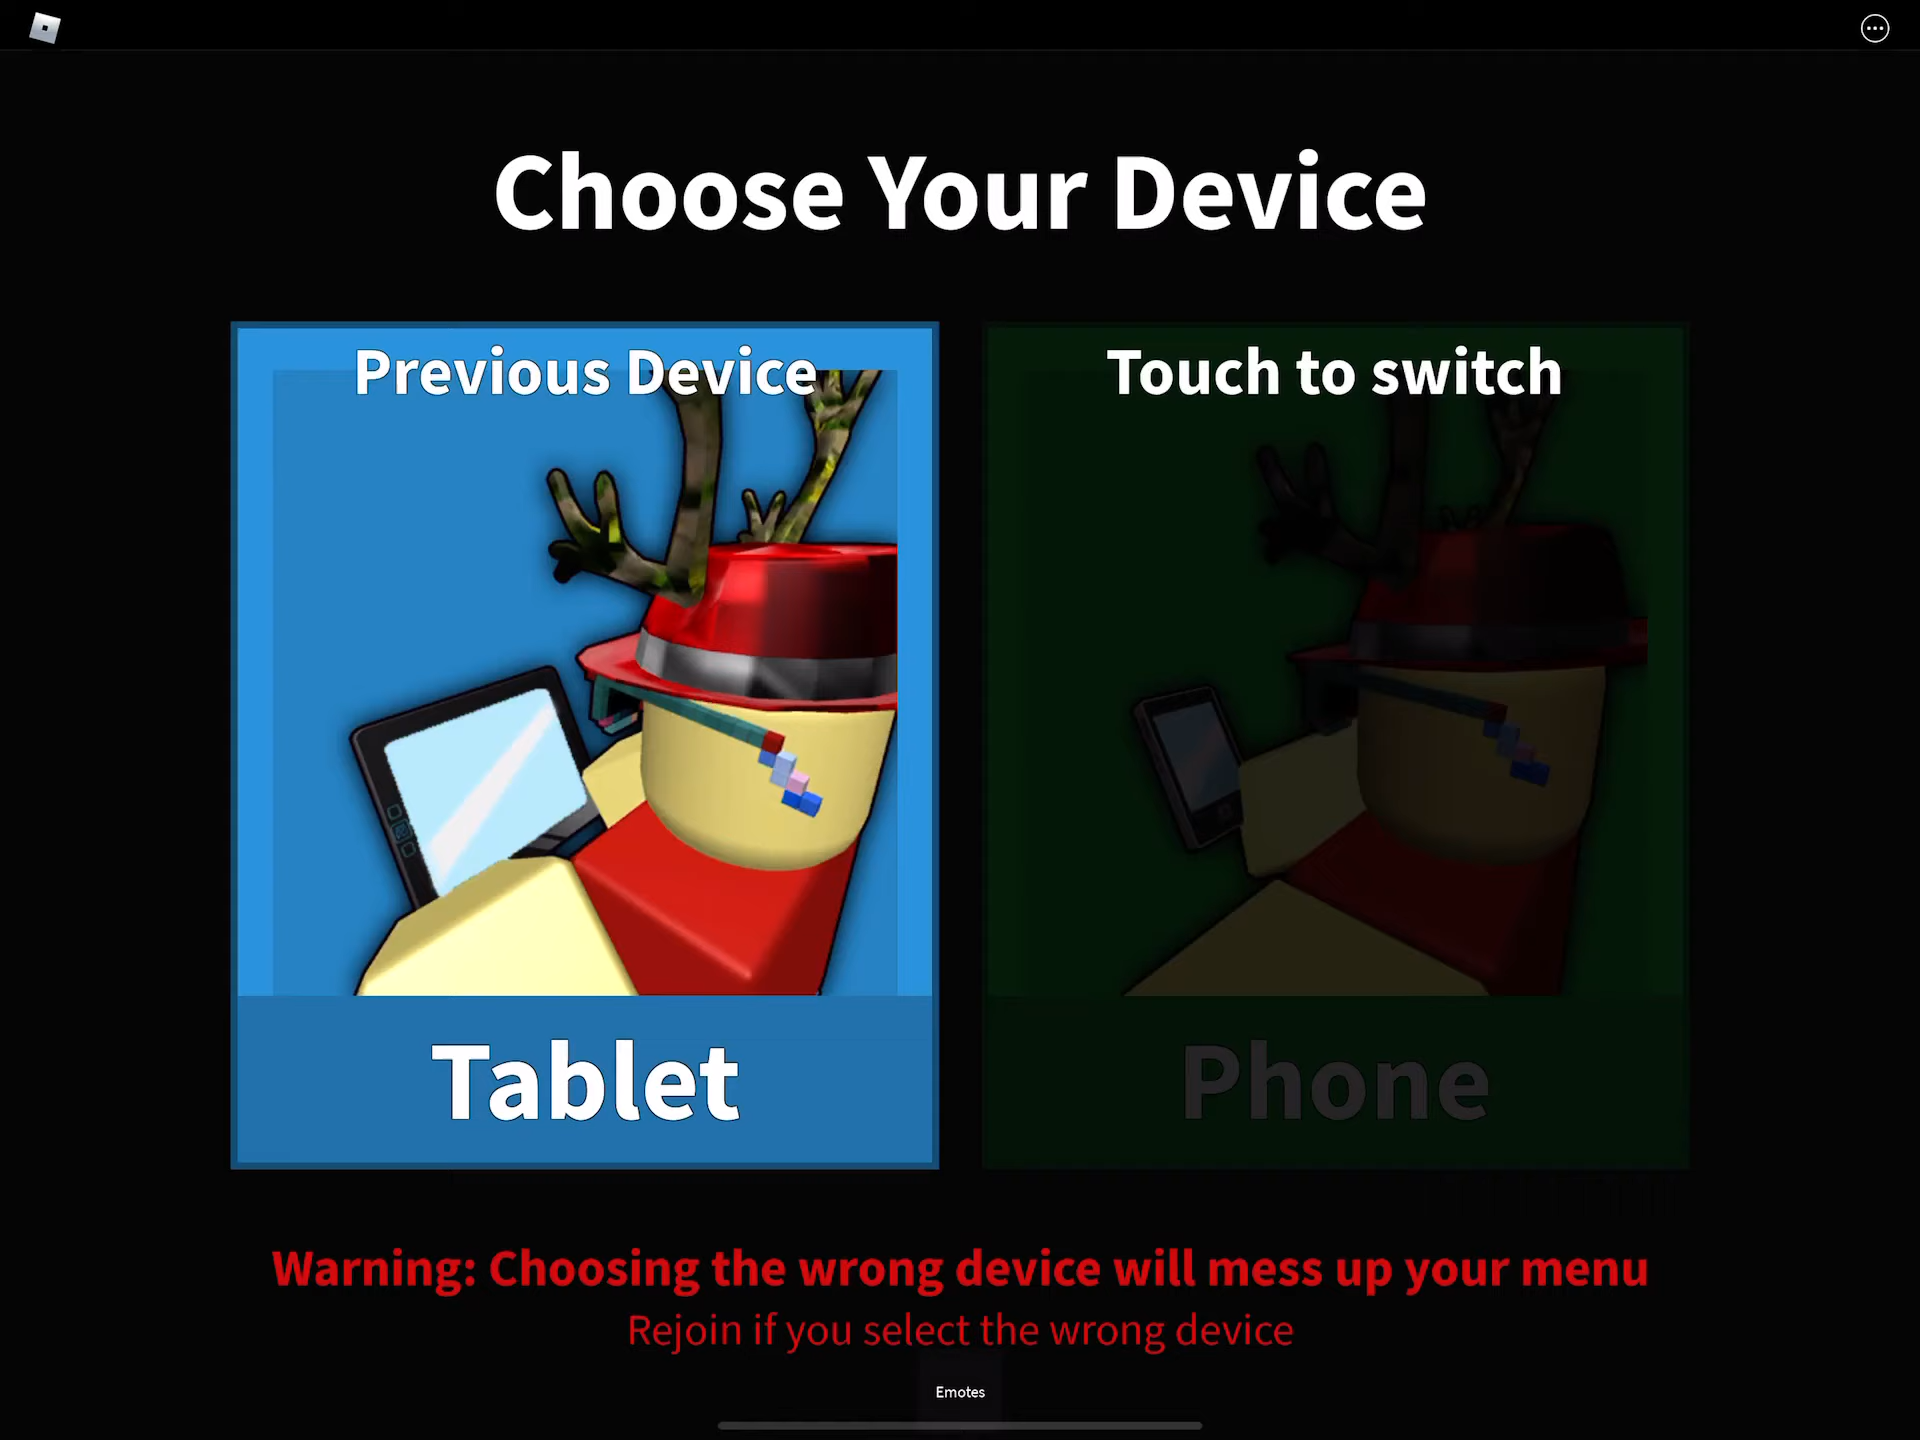 Choose Your Device
Previous Device
Touch to switch
Tablet
Phone
Warning: Choosing the wrong device will mess up your menu
Rejoin if you select the wrong device
Emotes